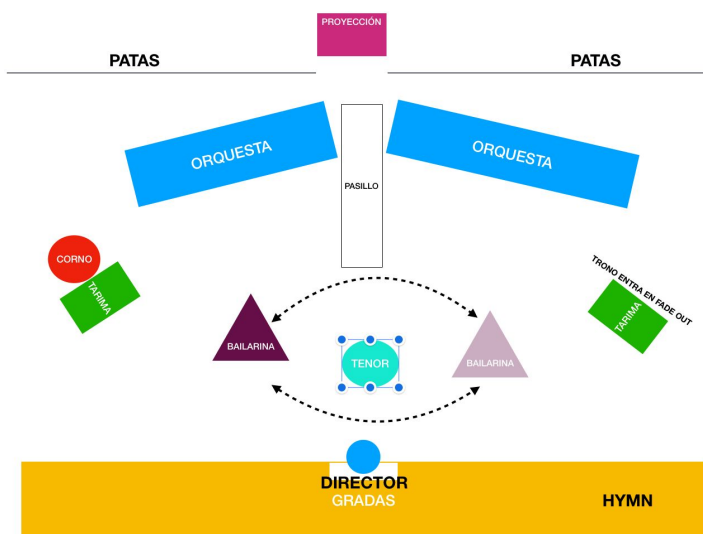 PROYECCIÓN
PATAS
PATAS
ORQUESTA
ORQUESTA
PASILLO
CORNO
TARIMA
TRONO ENTRA EN FADE OUT
TARIMA
BAILARINA
TENOR
BAILARINA
DIRECTOR
GRADAS
HYMN